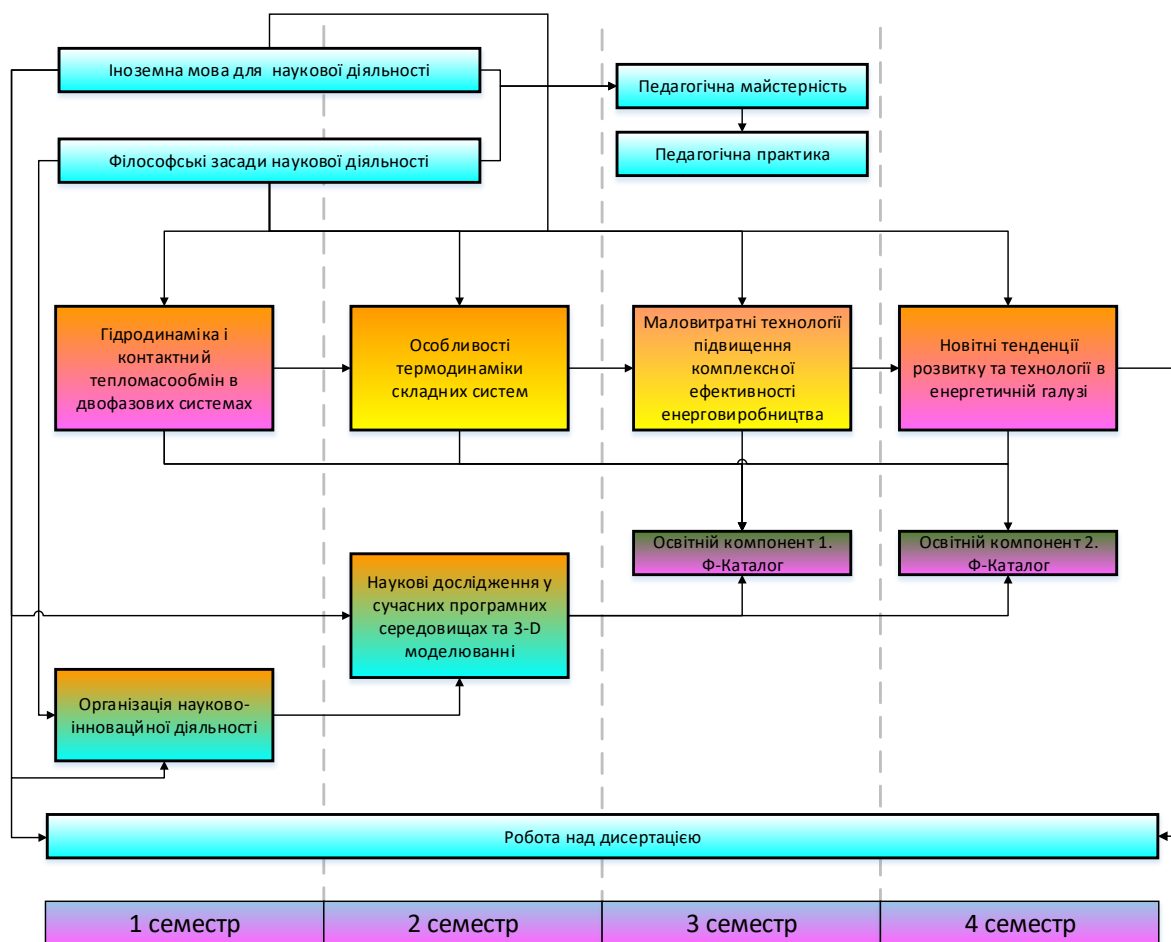 Іноземна мова для наукової діяльності
Педагогічна майстерність
Філософські засади наукової діяльності
Педагогічна практика
Гідродинаміка і
контактний
тепломасообмін в
двофазових системах
Особливості
термодинаміки
складних систем
Маловитратні технології
підвищення
комплексної
ефективності
енерговиробництва
Новітні тенденції
розвитку та технології в
енергетичній галузі
Освітній компонент 1.
Ф-Каталог
Освітній компонент 2.
Ф-Каталог
Наукові дослідження у
сучасних програмних
середовищах та 3-D
моделюванні
Організація науково-
інноваційної діяльності
Робота над дисертацією
1 семестр
2 семестр
3 семестр
4 семестр